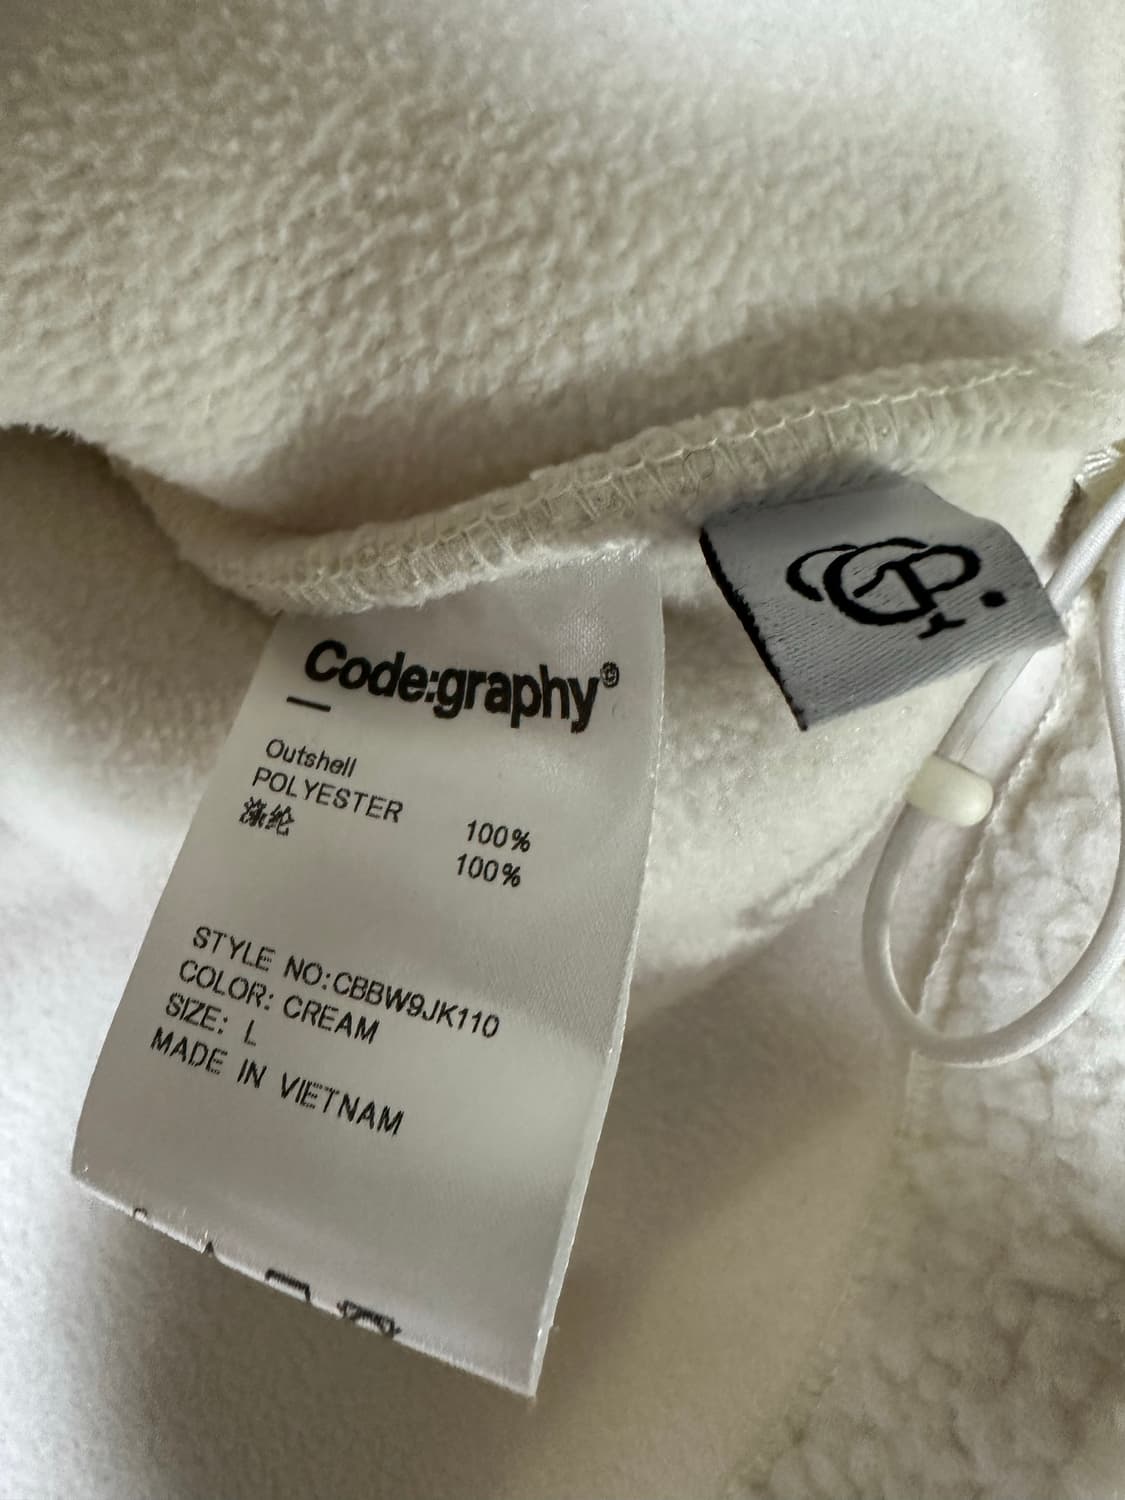 Code:graphy®
Outshell
POLYESTER 100%
涤纶 100%
STYLE NO:CBBW9JK110
COLOR: CREAM
SIZE: L
MADE IN VIETNAM